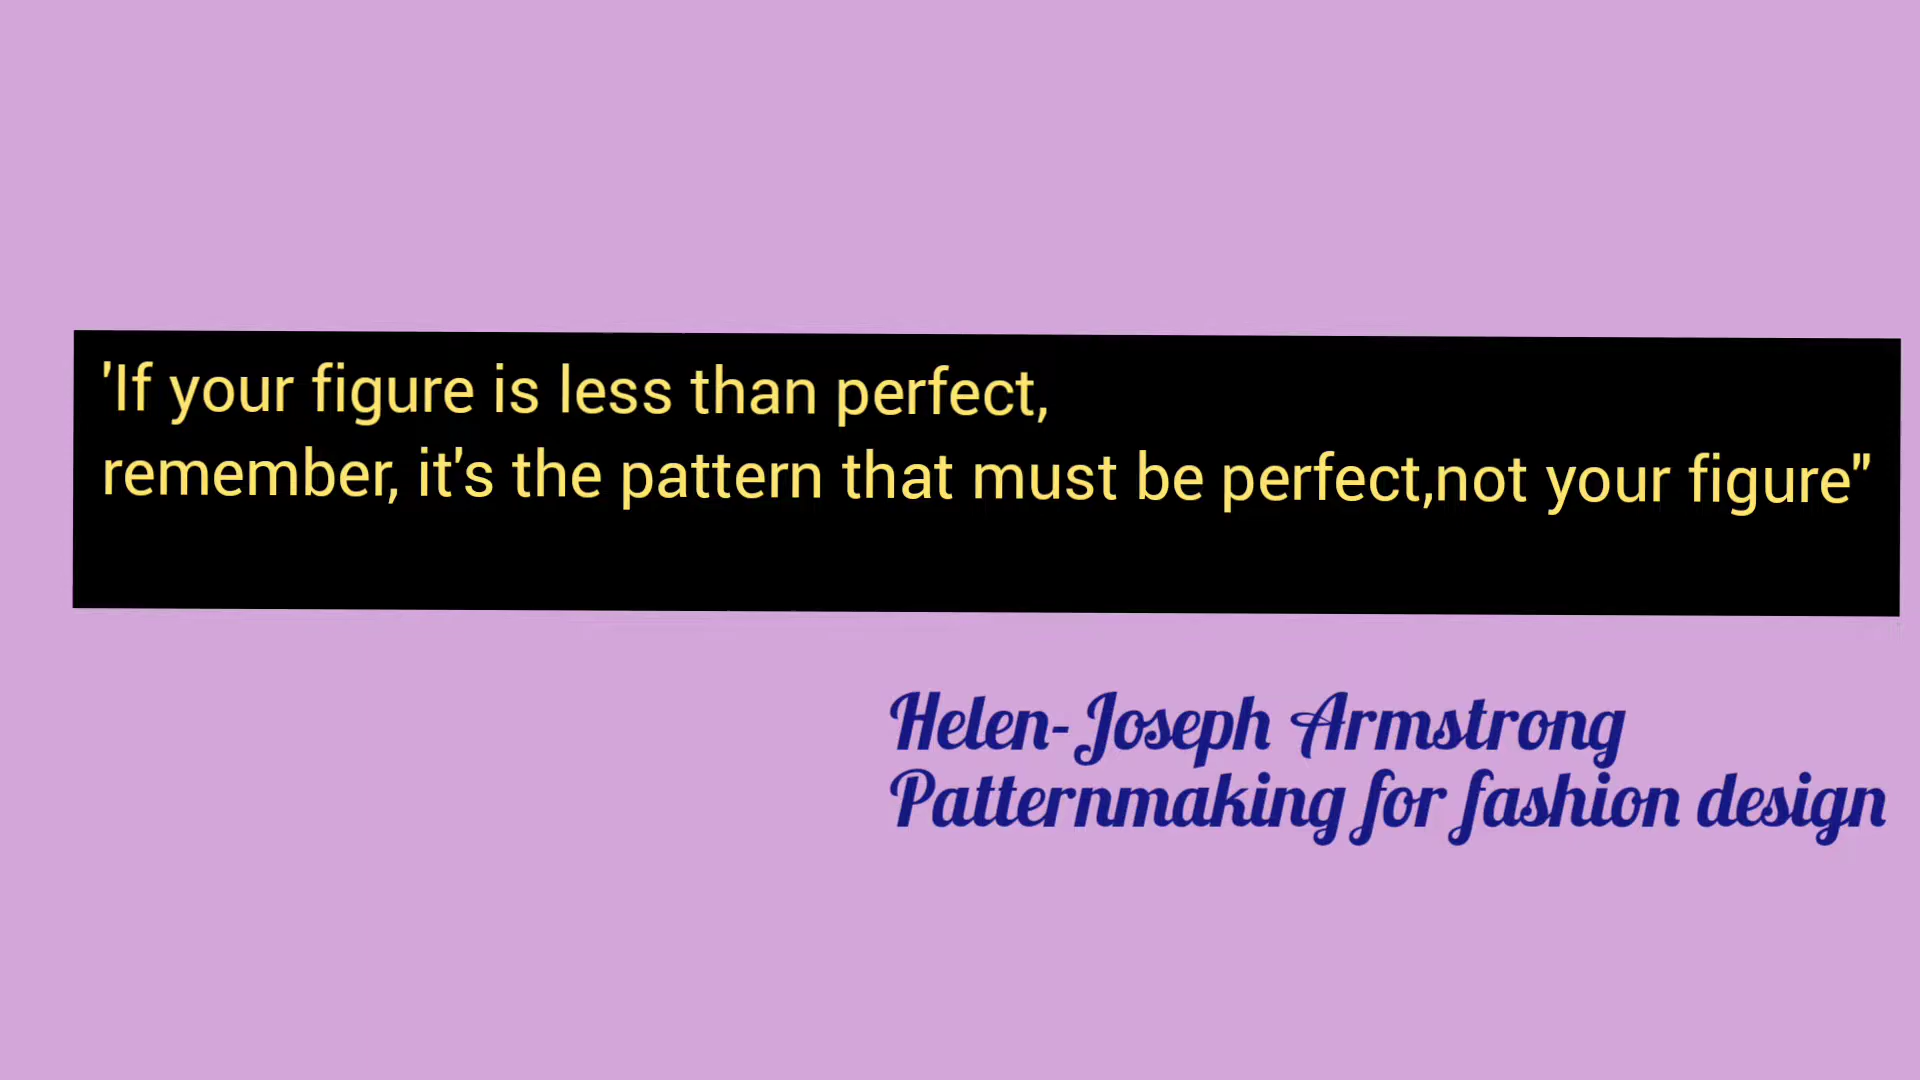 'If your figure is less than perfect,
remember, it's the pattern that must be perfect,not your figure"
Helen-Joseph Armstrong
Patternmaking for fashion design